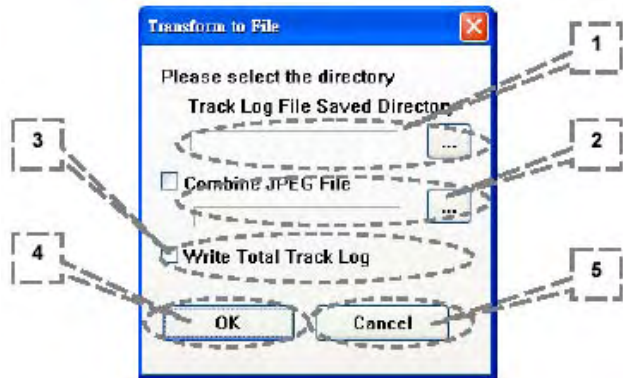 Transform to File
1
Please select the directory
Track Log File Saved Directory
...
3
2
Combine JPEG File
...
4
Write Total Track Log
5
OK
Cancel